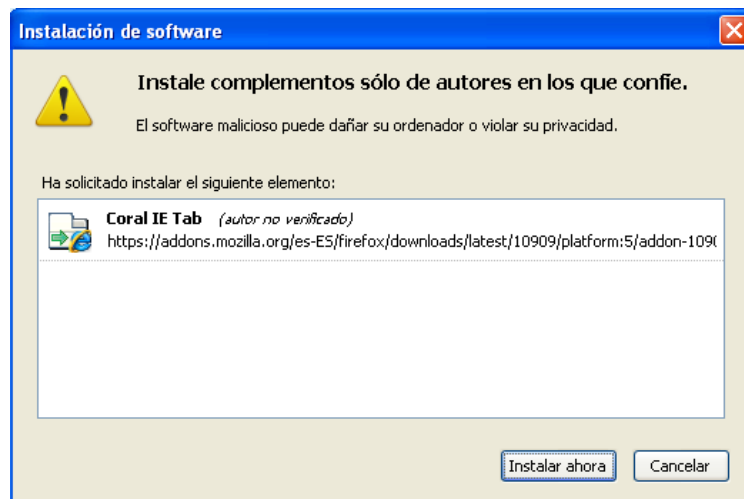 Instalación de software
Instale complementos sólo de autores en los que confíe.
El software malicioso puede dañar su ordenador o violar su privacidad.
Ha solicitado instalar el siguiente elemento:
Coral IE Tab (autor no verificado)
https://addons.mozilla.org/es-ES/firefox/downloads/latest/10909/platform:5/addon-1090
Instalar ahora Cancelar